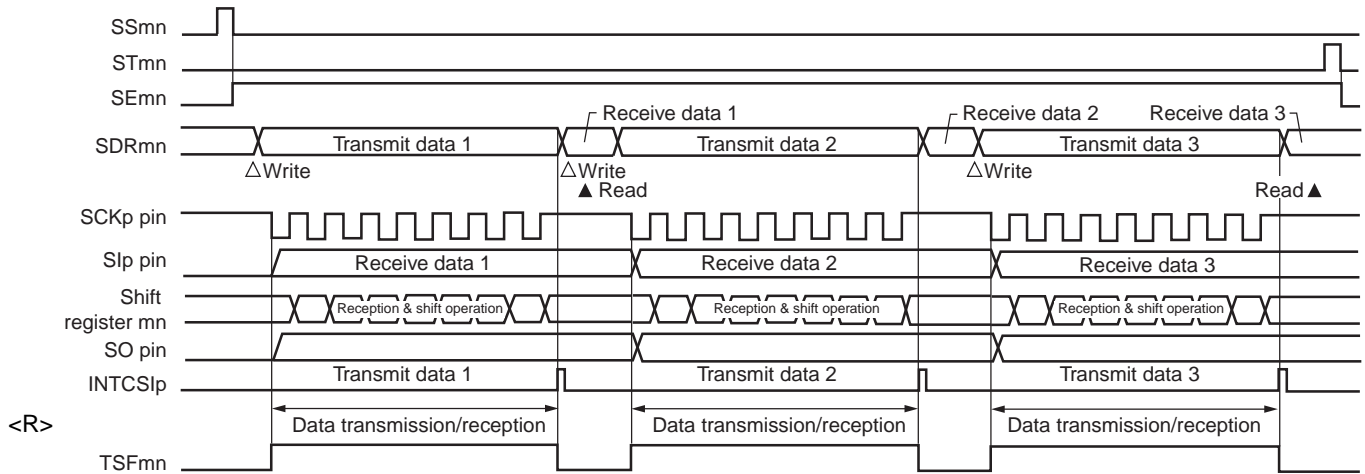 SSmn
STmn
SEmn
Receive data 1
Receive data 2
Receive data 3
SDRmn
Transmit data 1
Transmit data 2
Transmit data 3
△Write
△Write
△Write
▲ Read
Read▲
SCKp pin
SIp pin
Receive data 1
Receive data 2
Receive data 3
Shift
register mn
Reception & shift operation
Reception & shift operation
Reception & shift operation
SO pin
Transmit data 1
Transmit data 2
Transmit data 3
INTCSIp
<R>
Data transmission/reception
Data transmission/reception
Data transmission/reception
TSFmn